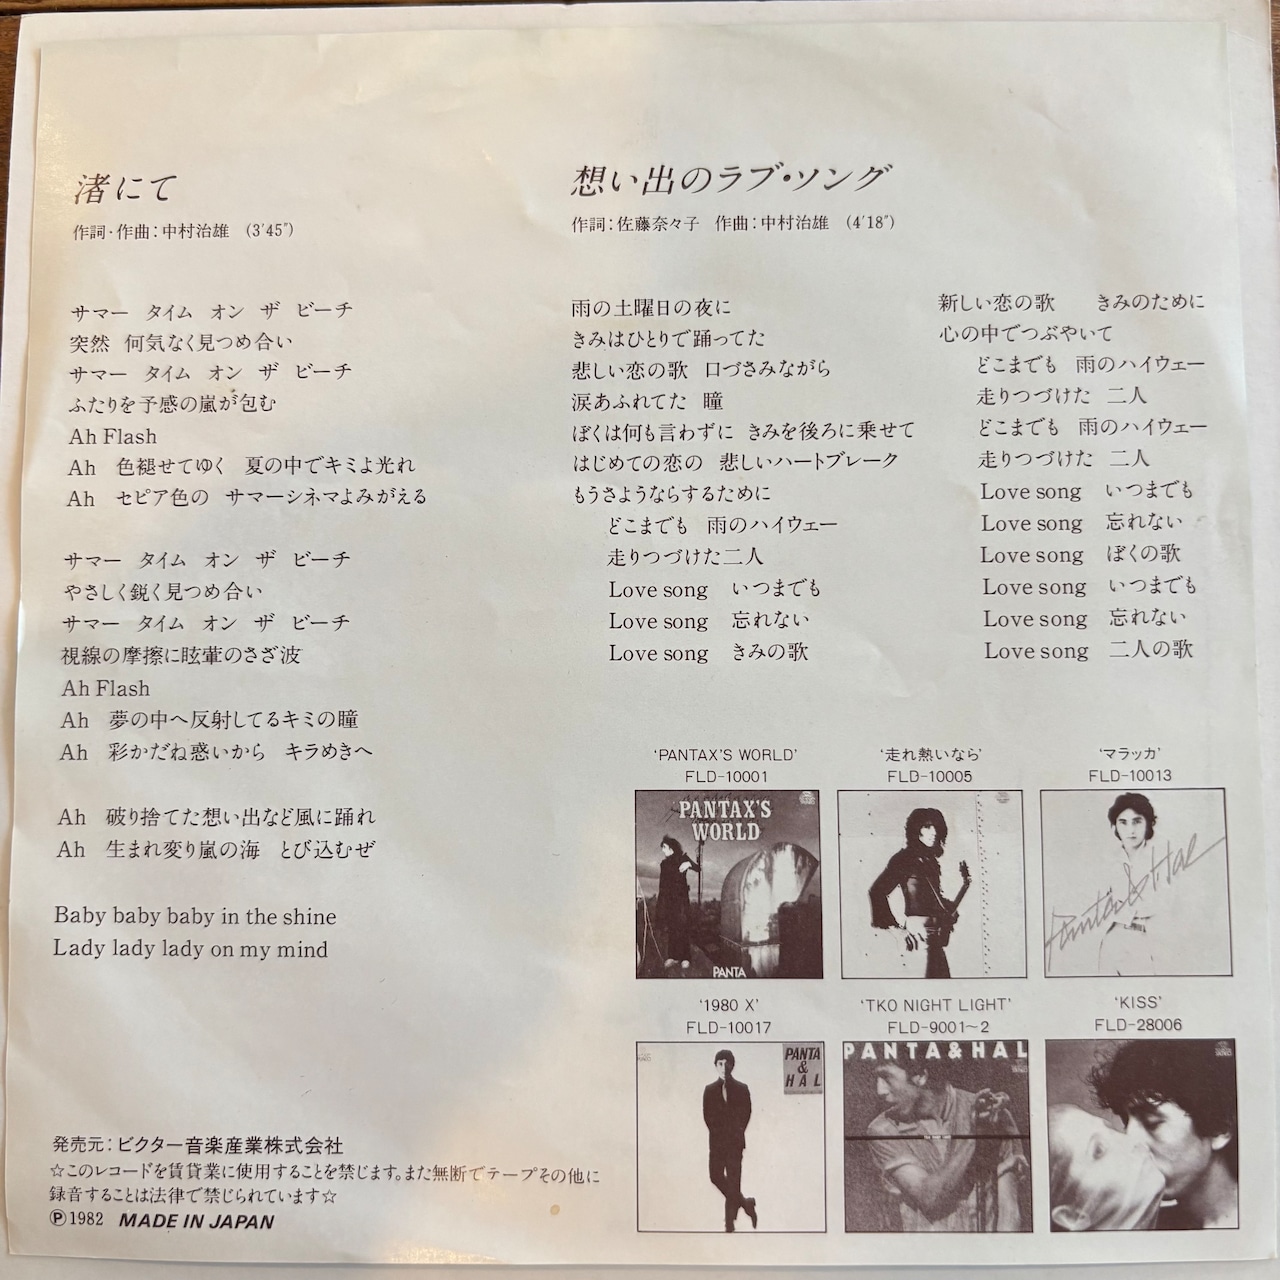 渚にて
作詞・作曲：中村治雄 (3′45″)
サマー タイム オン ザ ビーチ
突然 何気なく見つめ合い
サマー タイム オン ザ ビーチ
ふたりを予感の嵐が包む
Ah Flash
Ah 色褪せてゆく 夏の中でキミよ光れ
Ah セピア色の サマーシネマよみがえる
サマー タイム オン ザ ビーチ
やさしく鋭く見つめ合い
サマー タイム オン ザ ビーチ
視線の摩擦に眩暈のさざ波
Ah Flash
Ah 夢の中へ反射してるキミの瞳
Ah 彩かだね惑いから キラめきへ
Ah 破り捨てた想い出など風に踊れ
Ah 生まれ変り嵐の海 とび込むぜ
Baby baby baby in the shine
Lady lady lady on my mind
想い出のラブ・ソング
作詞：佐藤奈々子 作曲：中村治雄 (4′18″)
雨の土曜日の夜に
きみはひとりで踊ってた
悲しい恋の歌 口づさみながら
涙あふれてた 瞳
ぼくは何も言わずに きみを後ろに乗せて
はじめての恋の 悲しいハートブレーク
もうさようならするために
どこまでも 雨のハイウェー
走りつづけた二人
Love song いつまでも
Love song 忘れない
Love song きみの歌
新しい恋の歌 きみのために
心の中でつぶやいて
どこまでも 雨のハイウェー
走りつづけた 二人
どこまでも 雨のハイウェー
走りつづけた 二人
Love song いつまでも
Love song 忘れない
Love song ぼくの歌
Love song いつまでも
Love song 忘れない
Love song 二人の歌
'PANTAX'S WORLD'
FLD-10001
PANTAX'S
WORLD
PANTA
'走れ熱いなら'
FLD-10005
'マラッカ'
FLD-10013
Panta & Hal
'1980 X'
FLD-10017
PANTA
&
HAL
'TKO NIGHT LIGHT'
FLD-9001~2
PANTA & HAL
'KISS'
FLD-28006
発売元：ビクター音楽産業株式会社
☆このレコードを賃貸業に使用することを禁じます。また無断でテープその他に
録音することは法律で禁じられています☆
Ⓟ1982 MADE IN JAPAN